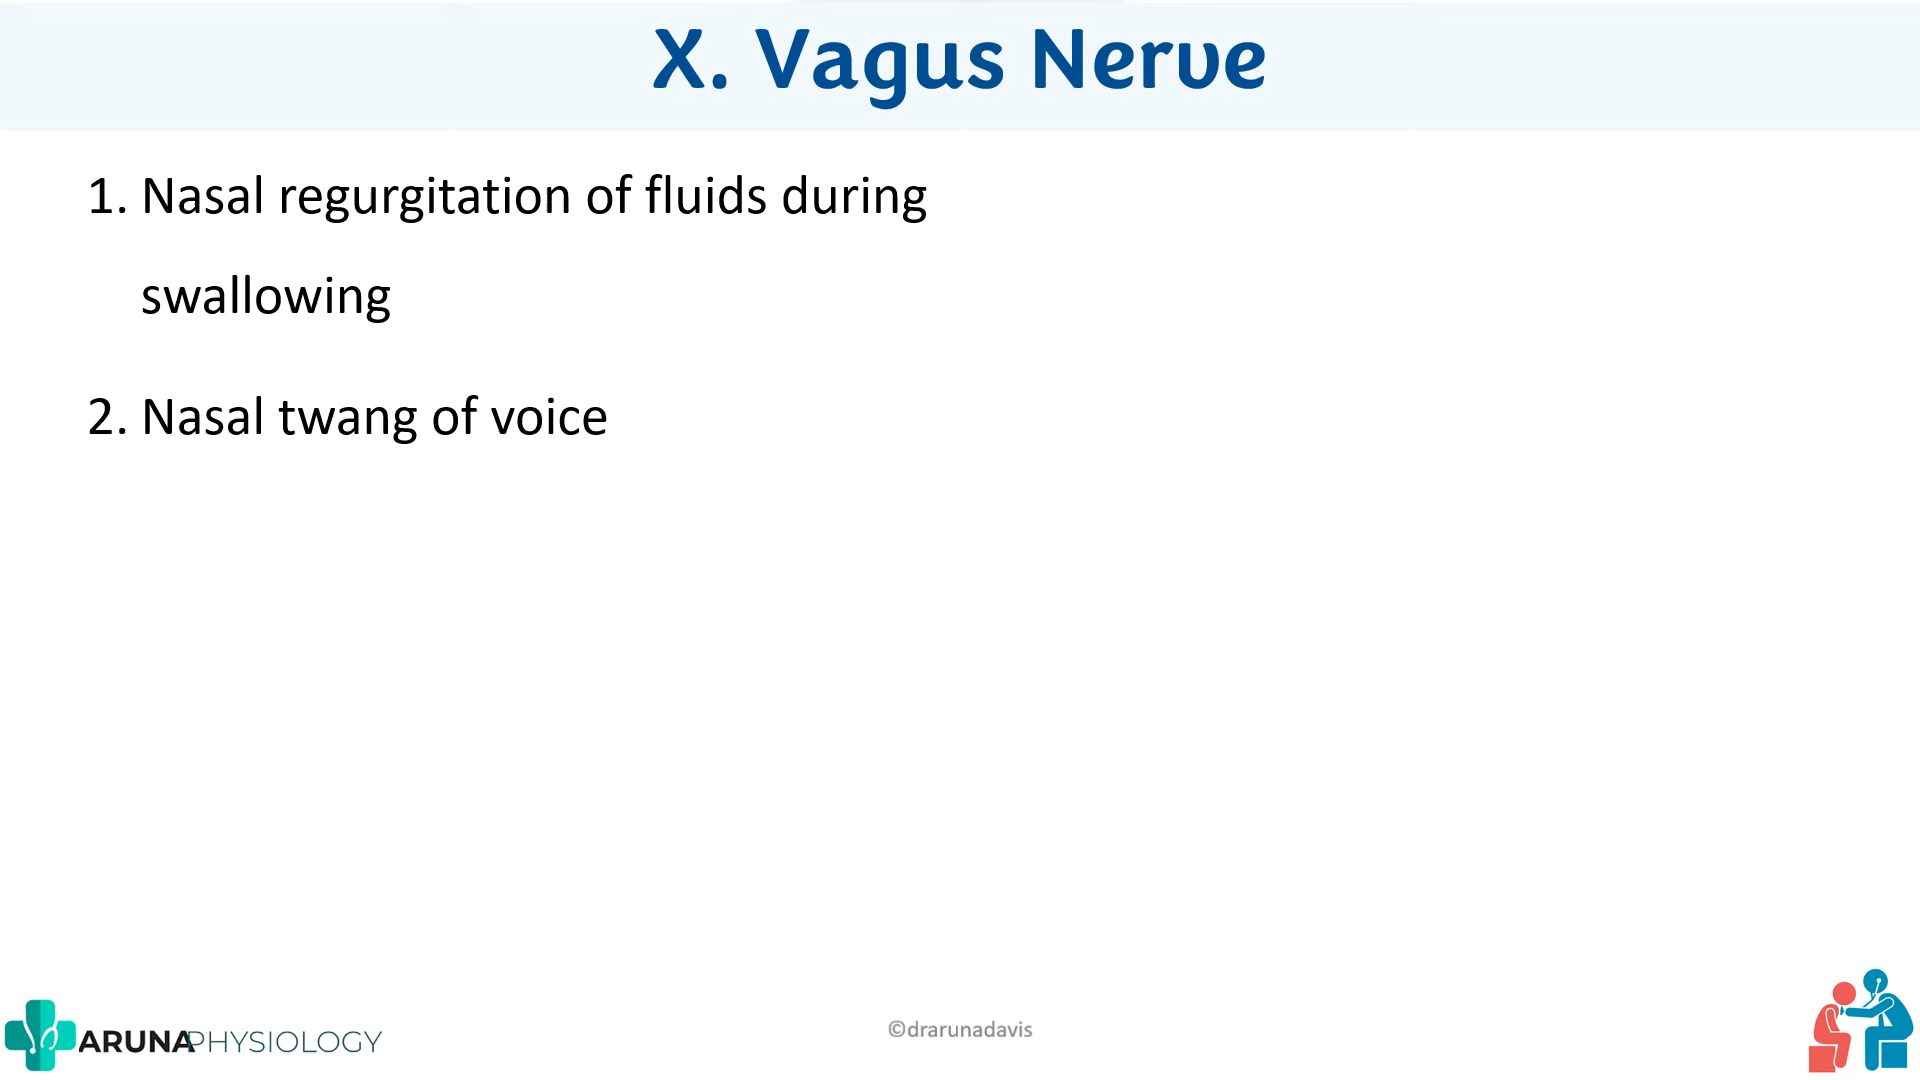 X. Vagus Nerve
1. Nasal regurgitation of fluids during
swallowing
2. Nasal twang of voice
ARUNAPHYSIOLOGY
©drarunadavis